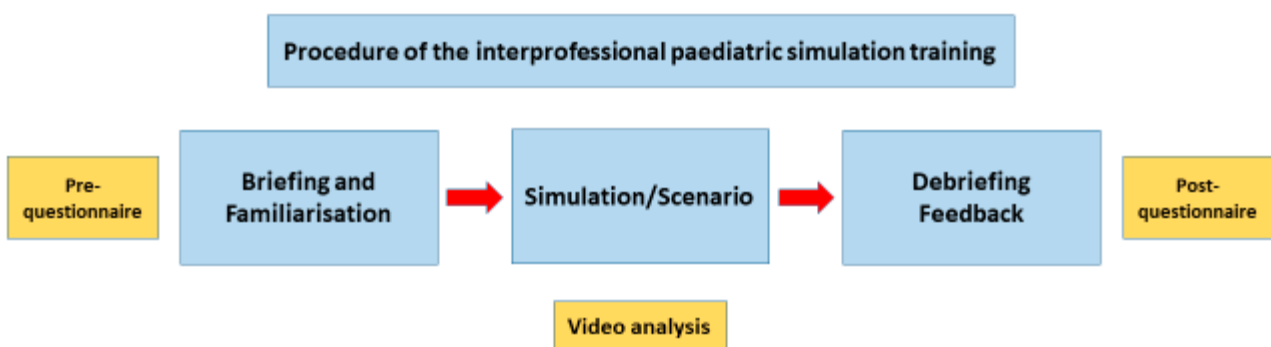 Procedure of the interprofessional paediatric simulation training
Pre-
questionnaire
Briefing and
Familiarisation
Simulation/Scenario
Debriefing
Feedback
Post-
questionnaire
Video analysis